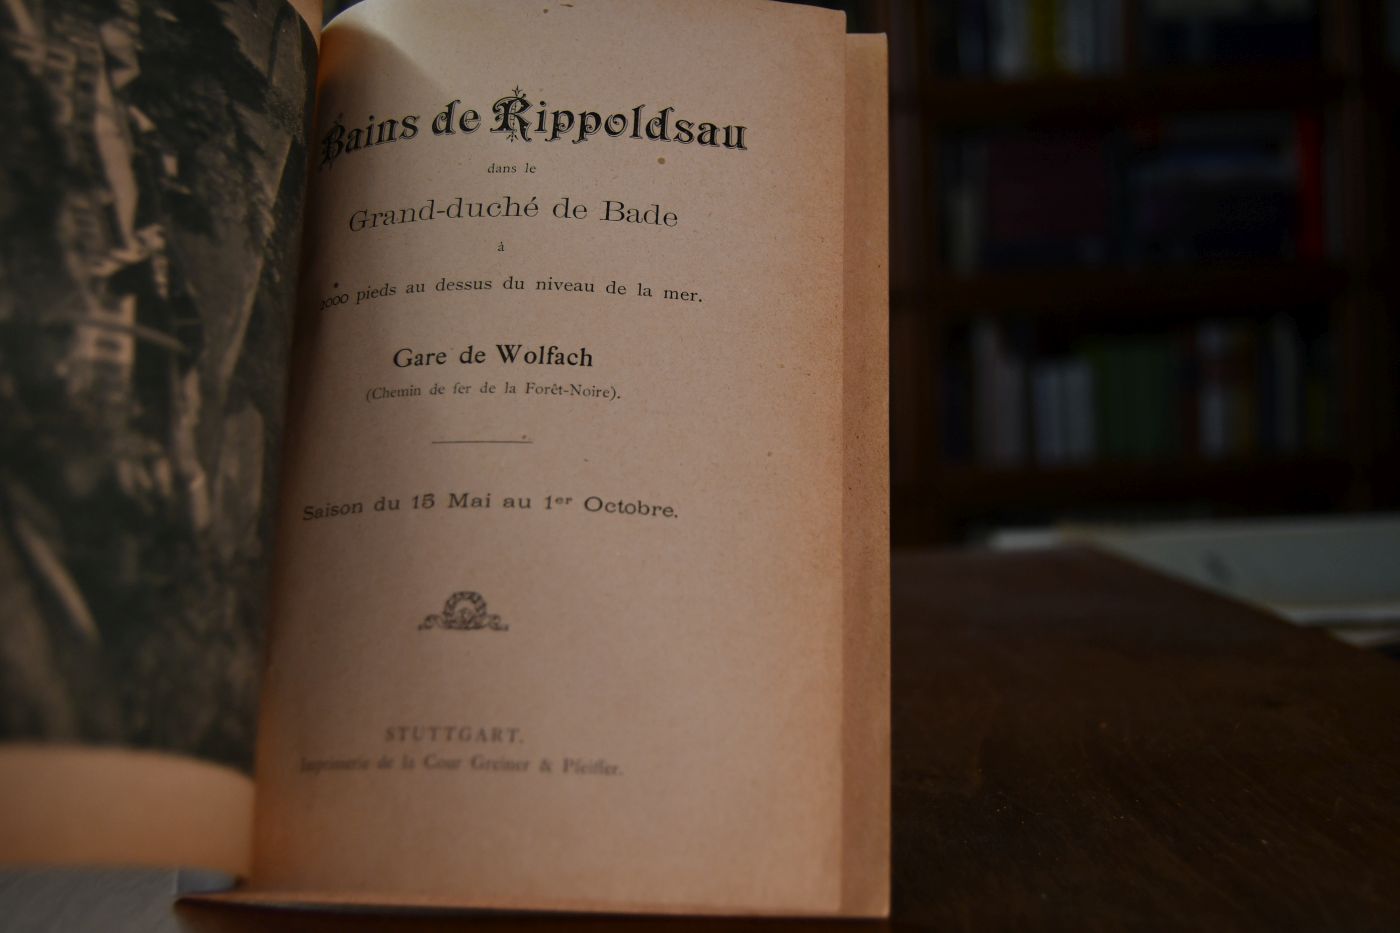 Bains de Rippoldsau
dans le
Grand-duché de Bade
à
2000 pieds au dessus du niveau de la mer.
Gare de Wolfach
(Chemin de fer de la Forêt-Noire).
Saison du 15 Mai au 1er Octobre.
STUTTGART.
Imprimerie de la Cour Greiner & Pfeiffer.